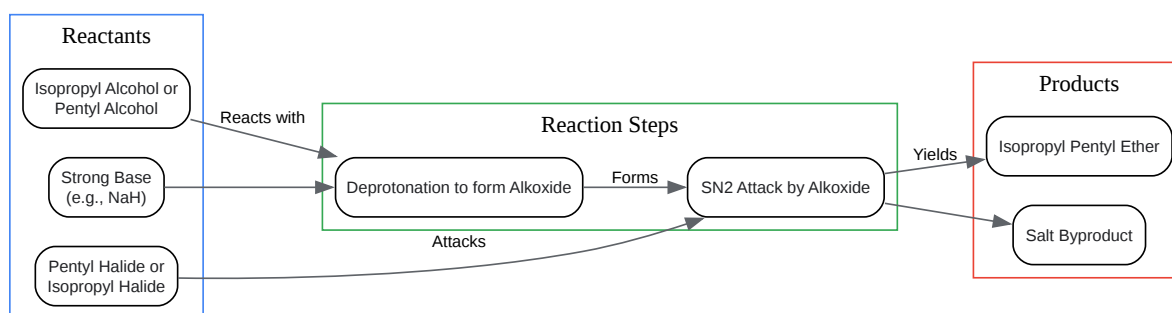 Reactants
Isopropyl Alcohol or
Pentyl Alcohol
Strong Base
(e.g., NaH)
Pentyl Halide or
Isopropyl Halide
Reacts with
Attacks
Reaction Steps
Deprotonation to form Alkoxide
Forms
SN2 Attack by Alkoxide
Yields
Products
Isopropyl Pentyl Ether
Salt Byproduct